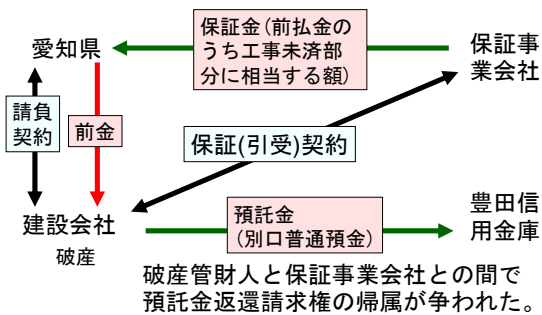 保証金(前払金の
うち工事未済部
分に相当する額)
愛知県
保証事
業会社
請負
契約
前金
保証(引受)契約
建設会社
破産
預託金
(別口普通預金)
豊田信
用金庫
破産管財人と保証事業会社との間で
預託金返還請求権の帰属が争われた。